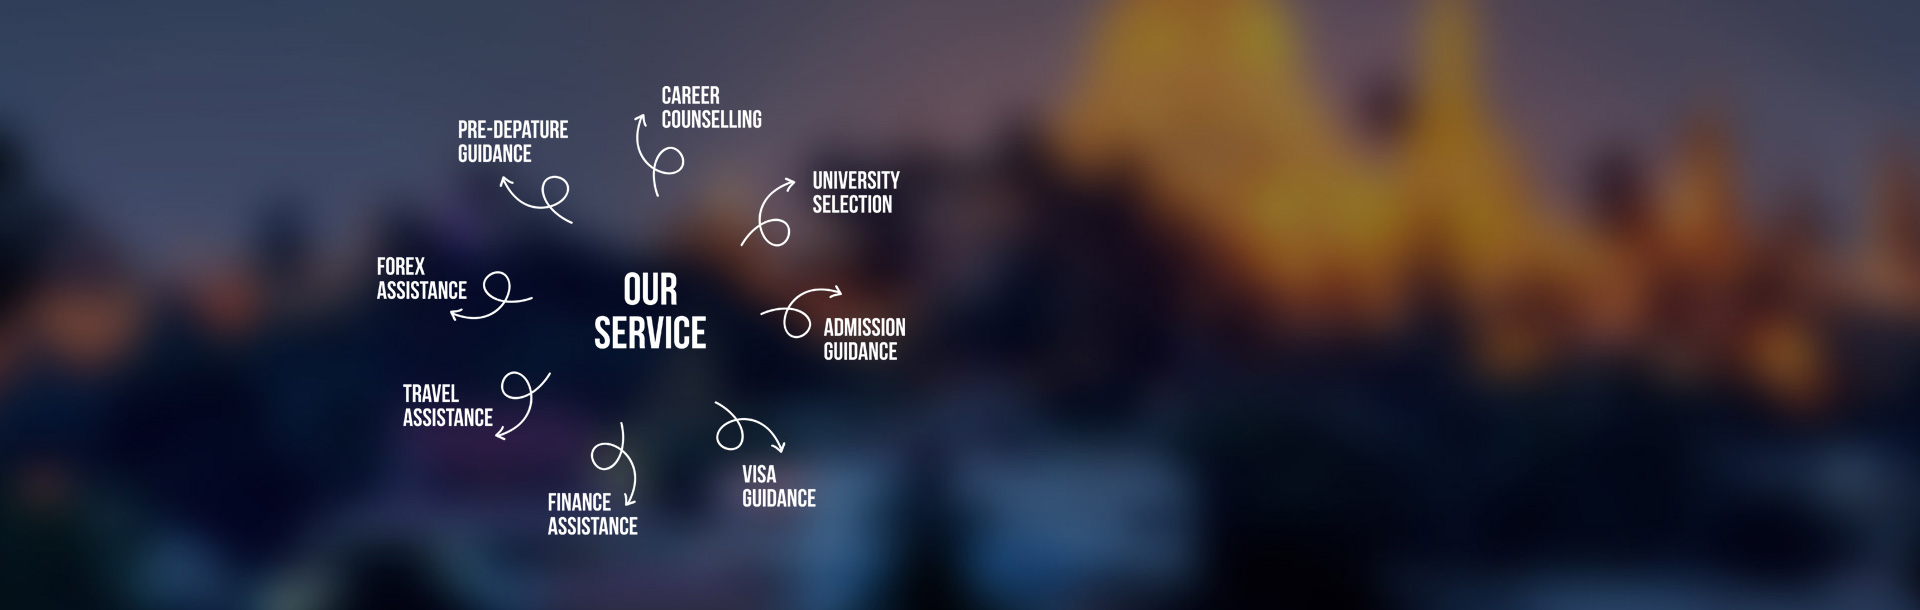 CAREER
COUNSELLING
PRE-DEPATURE
GUIDANCE
UNIVERSITY
SELECTION
FOREX
ASSISTANCE
OUR
SERVICE
ADMISSION
GUIDANCE
TRAVEL
ASSISTANCE
VISA
GUIDANCE
FINANCE
ASSISTANCE